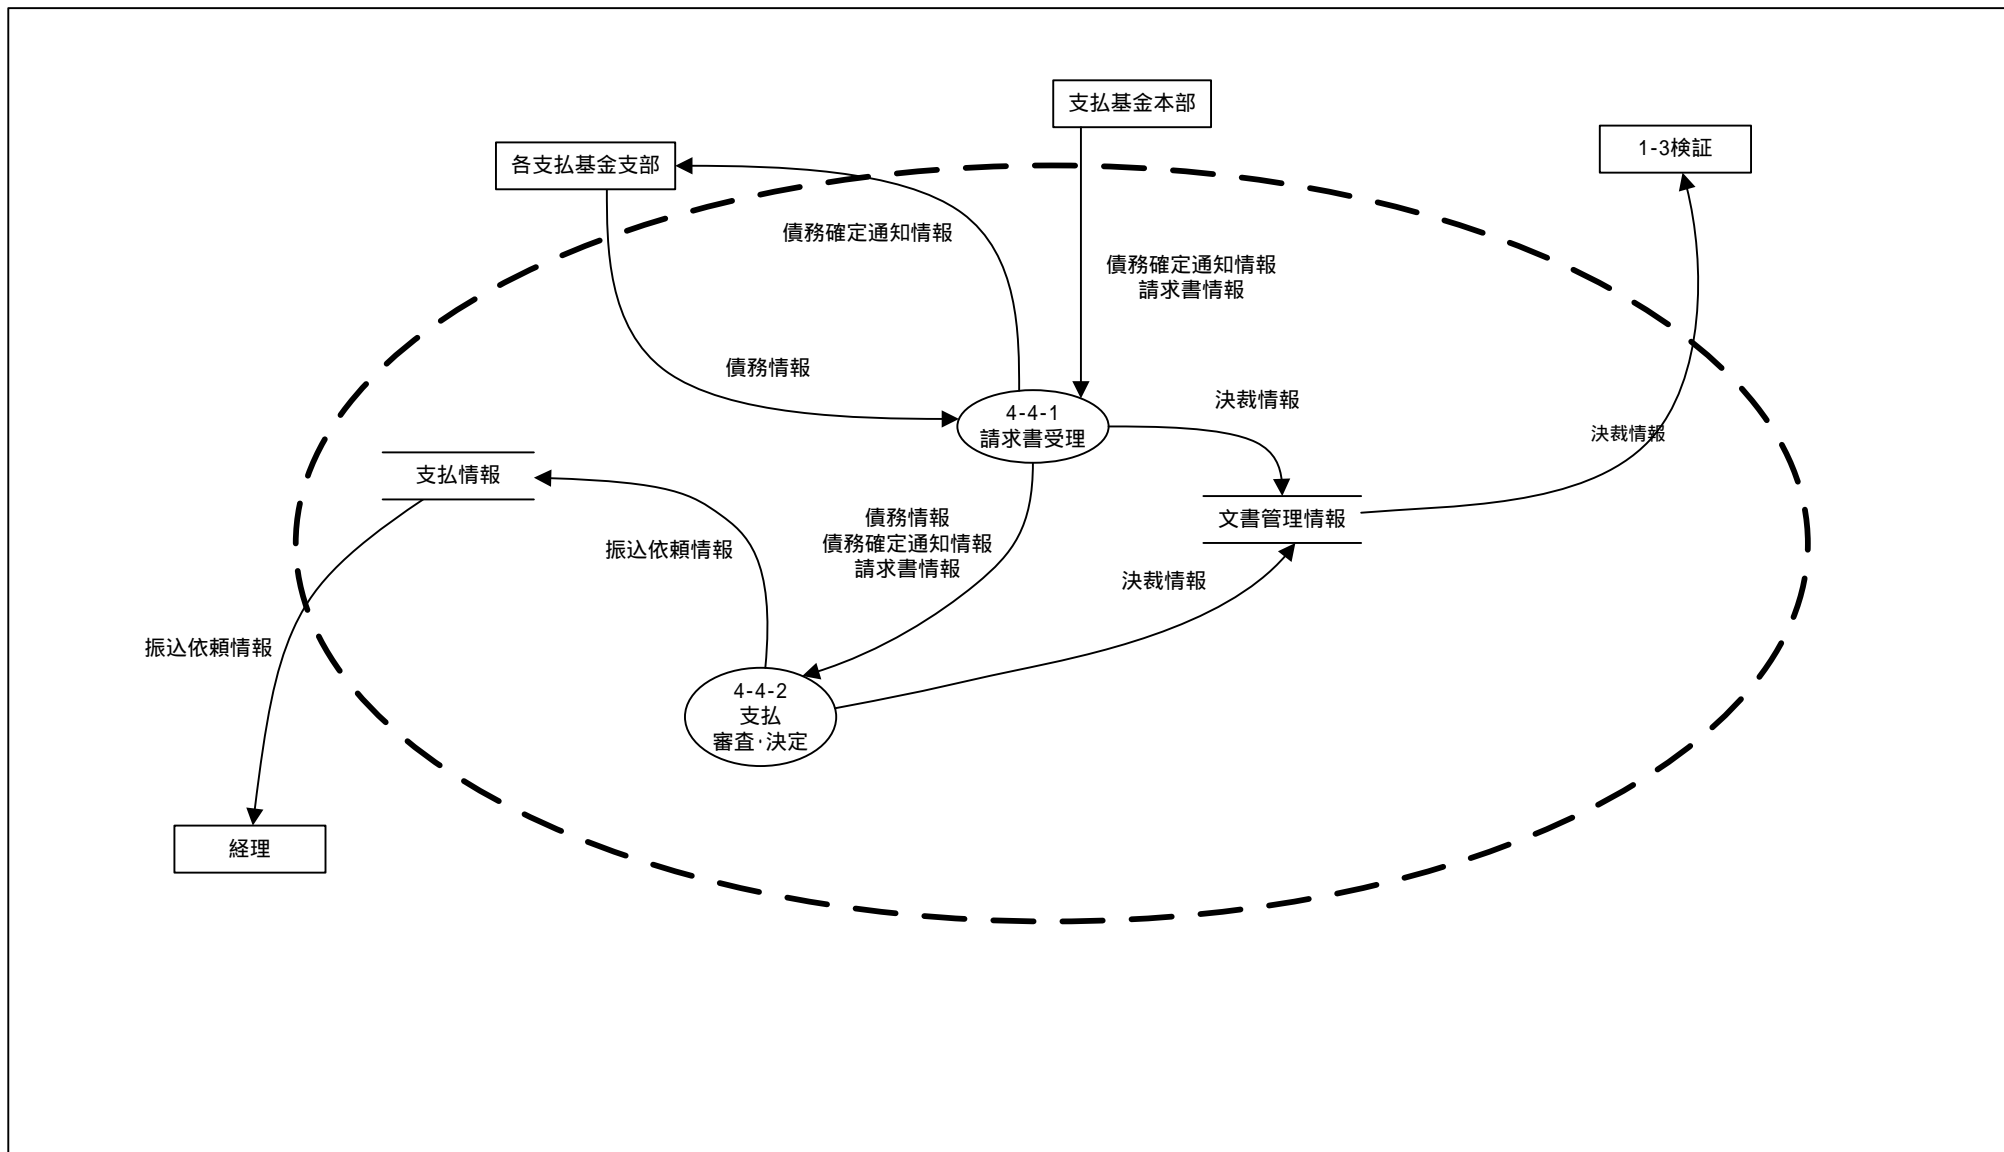 支払基金本部
各支払基金支部
1-3検証
債務確定通知情報
債務確定通知情報
請求書情報
債務情報
決裁情報
4-4-1
請求書受理
決裁情報
支払情報
文書管理情報
債務情報
債務確定通知情報
請求書情報
振込依頼情報
決裁情報
振込依頼情報
4-4-2
支払
審査・決定
経理